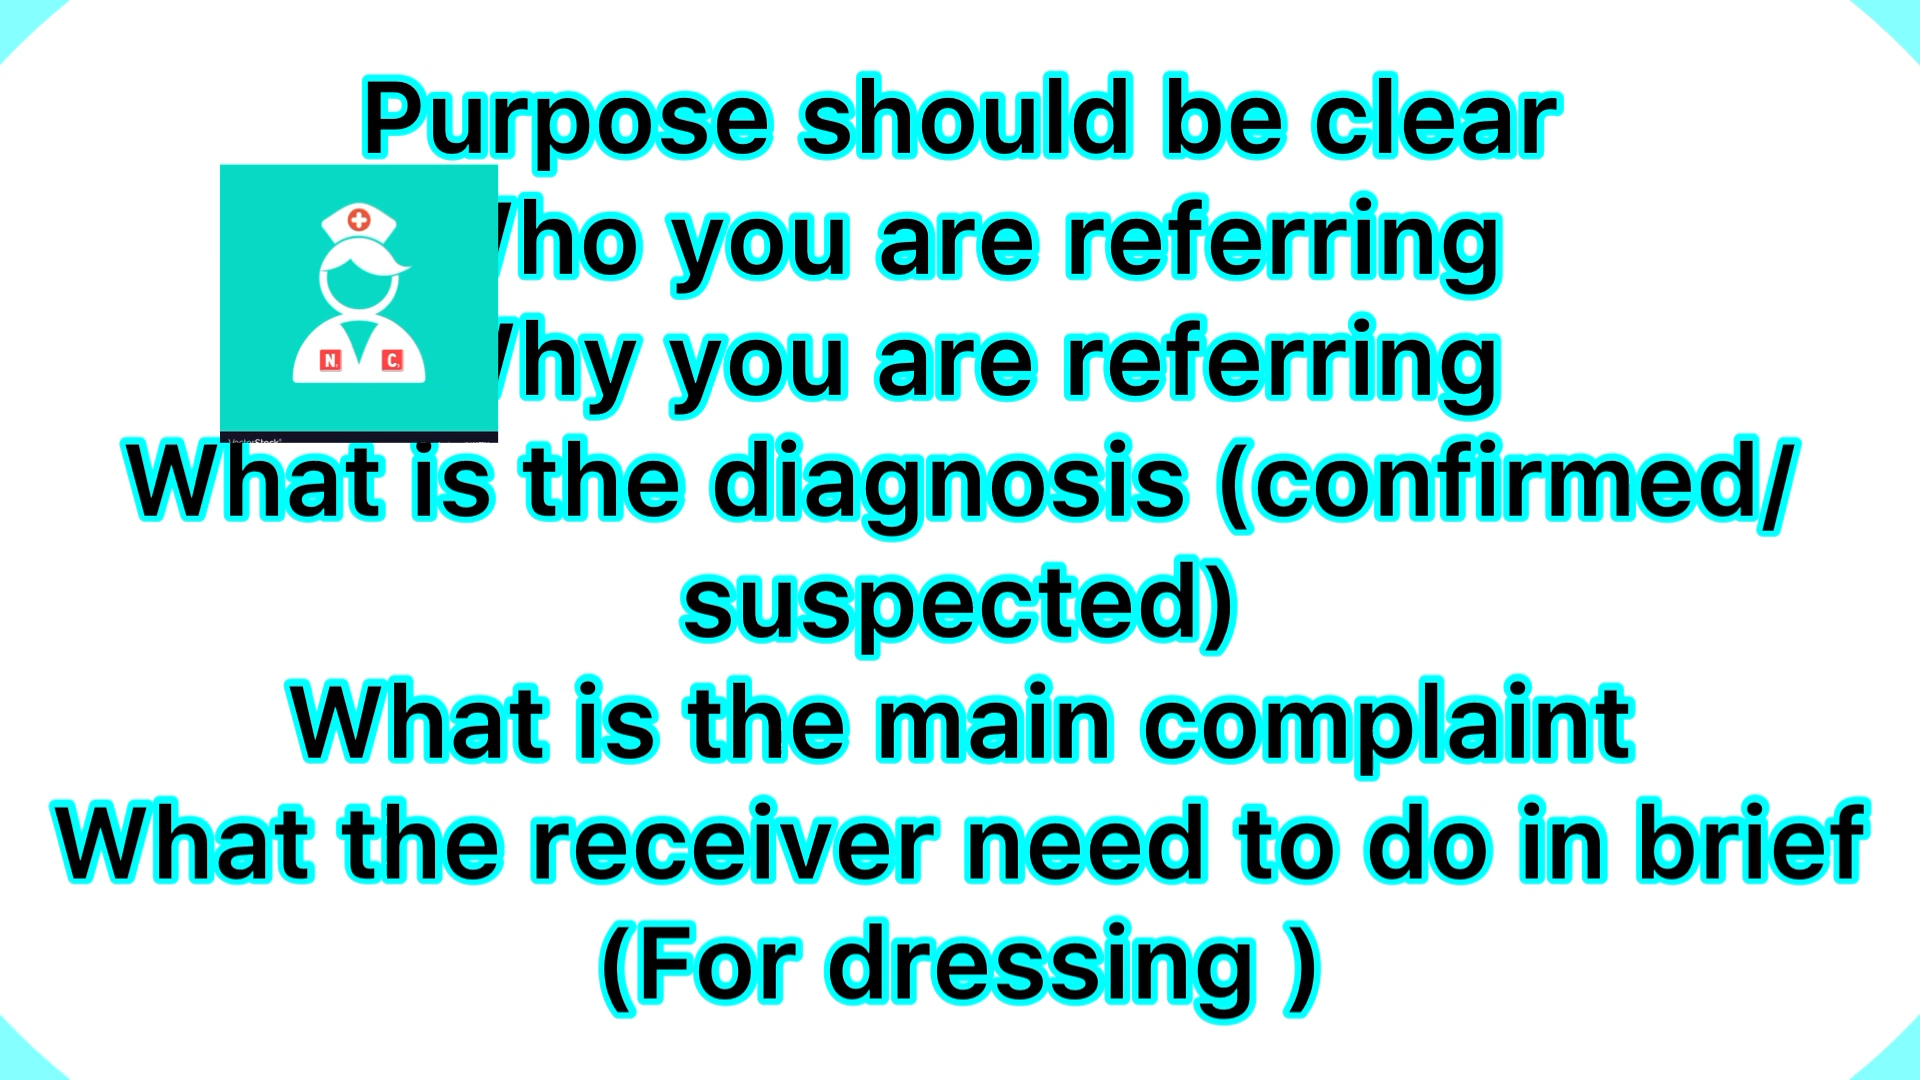 Purpose should be clear
ho you are referring
hy you are referring
What is the diagnosis (confirmed/
suspected)
What is the main complaint
What the receiver need to do in brief
(For dressing )
N. C,